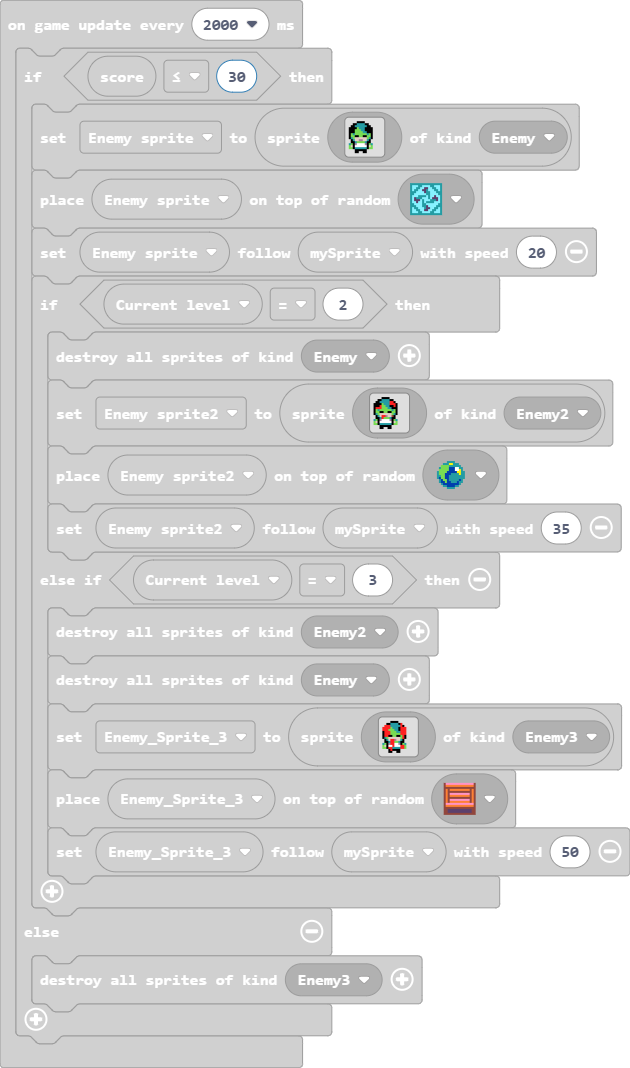 on game update every 2000 ms
if score ≤ 30 then
set Enemy sprite to sprite of kind Enemy
place Enemy sprite on top of random
set Enemy sprite follow mySprite with speed 20
if Current level = 2 then
destroy all sprites of kind Enemy
set Enemy sprite2 to sprite of kind Enemy2
place Enemy sprite2 on top of random
set Enemy sprite2 follow mySprite with speed 35
else if Current level = 3 then
destroy all sprites of kind Enemy2
destroy all sprites of kind Enemy
set Enemy_Sprite_3 to sprite of kind Enemy3
place Enemy_Sprite_3 on top of random
set Enemy_Sprite_3 follow mySprite with speed 50
else
destroy all sprites of kind Enemy3